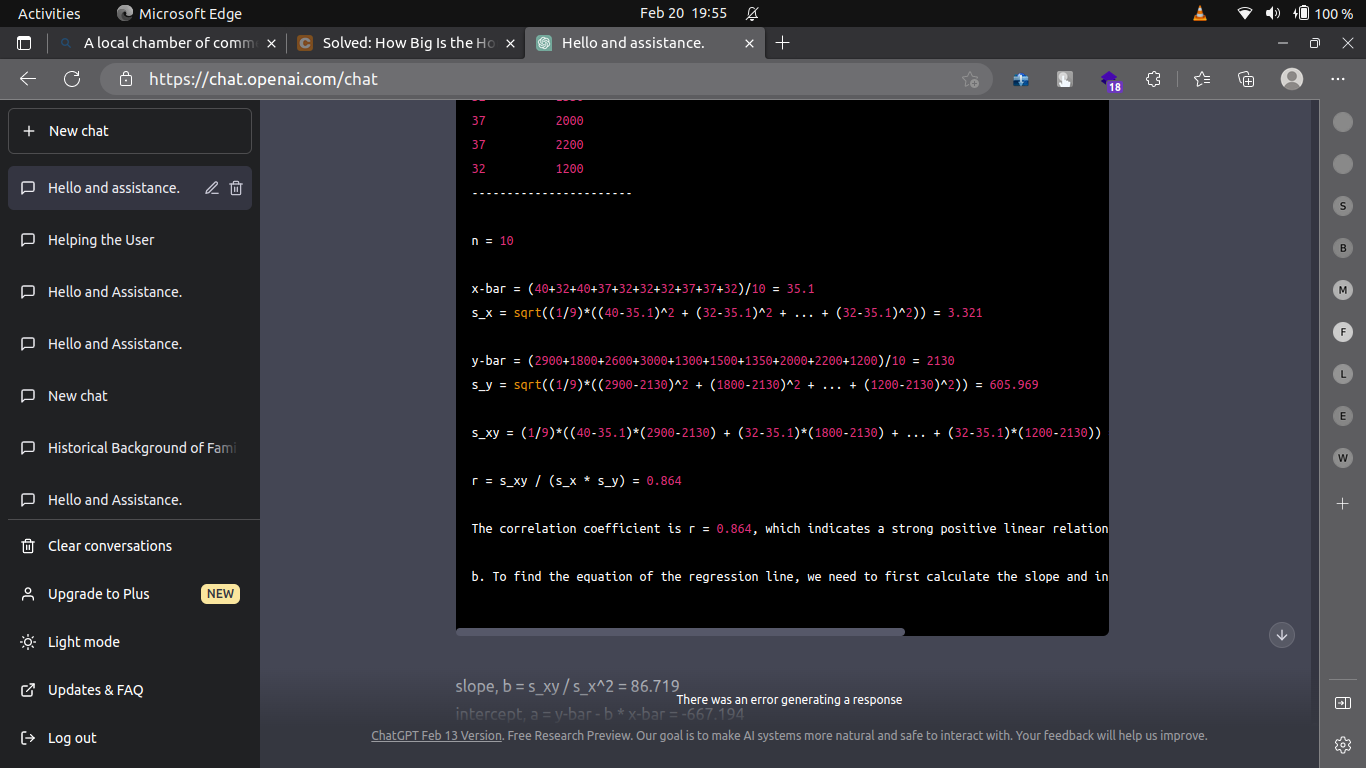 Activities
Microsoft Edge
Feb 20 19:55
100 %
A local chamber of comm
Solved: How Big Is the Ho
Hello and assistance.
https://chat.openai.com/chat
18
New chat
Hello and assistance.
Helping the User
Hello and Assistance.
Hello and Assistance.
New chat
Historical Background of Fami
Hello and Assistance.
Clear conversations
Upgrade to Plus
NEW
Light mode
Updates & FAQ
Log out
37 2000
37 2200
32 1200
-----------------------
n = 10
x-bar = (40+32+40+37+32+32+32+37+37+32)/10 = 35.1
s_x = sqrt((1/9)*((40-35.1)^2 + (32-35.1)^2 + ... + (32-35.1)^2)) = 3.321
y-bar = (2900+1800+2600+3000+1300+1500+1350+2000+2200+1200)/10 = 2130
s_y = sqrt((1/9)*((2900-2130)^2 + (1800-2130)^2 + ... + (1200-2130)^2)) = 605.969
s_xy = (1/9)*((40-35.1)*(2900-2130) + (32-35.1)*(1800-2130) + ... + (32-35.1)*(1200-2130))
r = s_xy / (s_x * s_y) = 0.864
The correlation coefficient is r = 0.864, which indicates a strong positive linear relation
b. To find the equation of the regression line, we need to first calculate the slope and in
slope, b = s_xy / s_x^2 = 86.719
There was an error generating a response
intercept, a = y-bar - b * x-bar = -667.194
ChatGPT Feb 13 Version. Free Research Preview. Our goal is to make AI systems more natural and safe to interact with. Your feedback will help us improve.
S
B
M
F
L
E
W